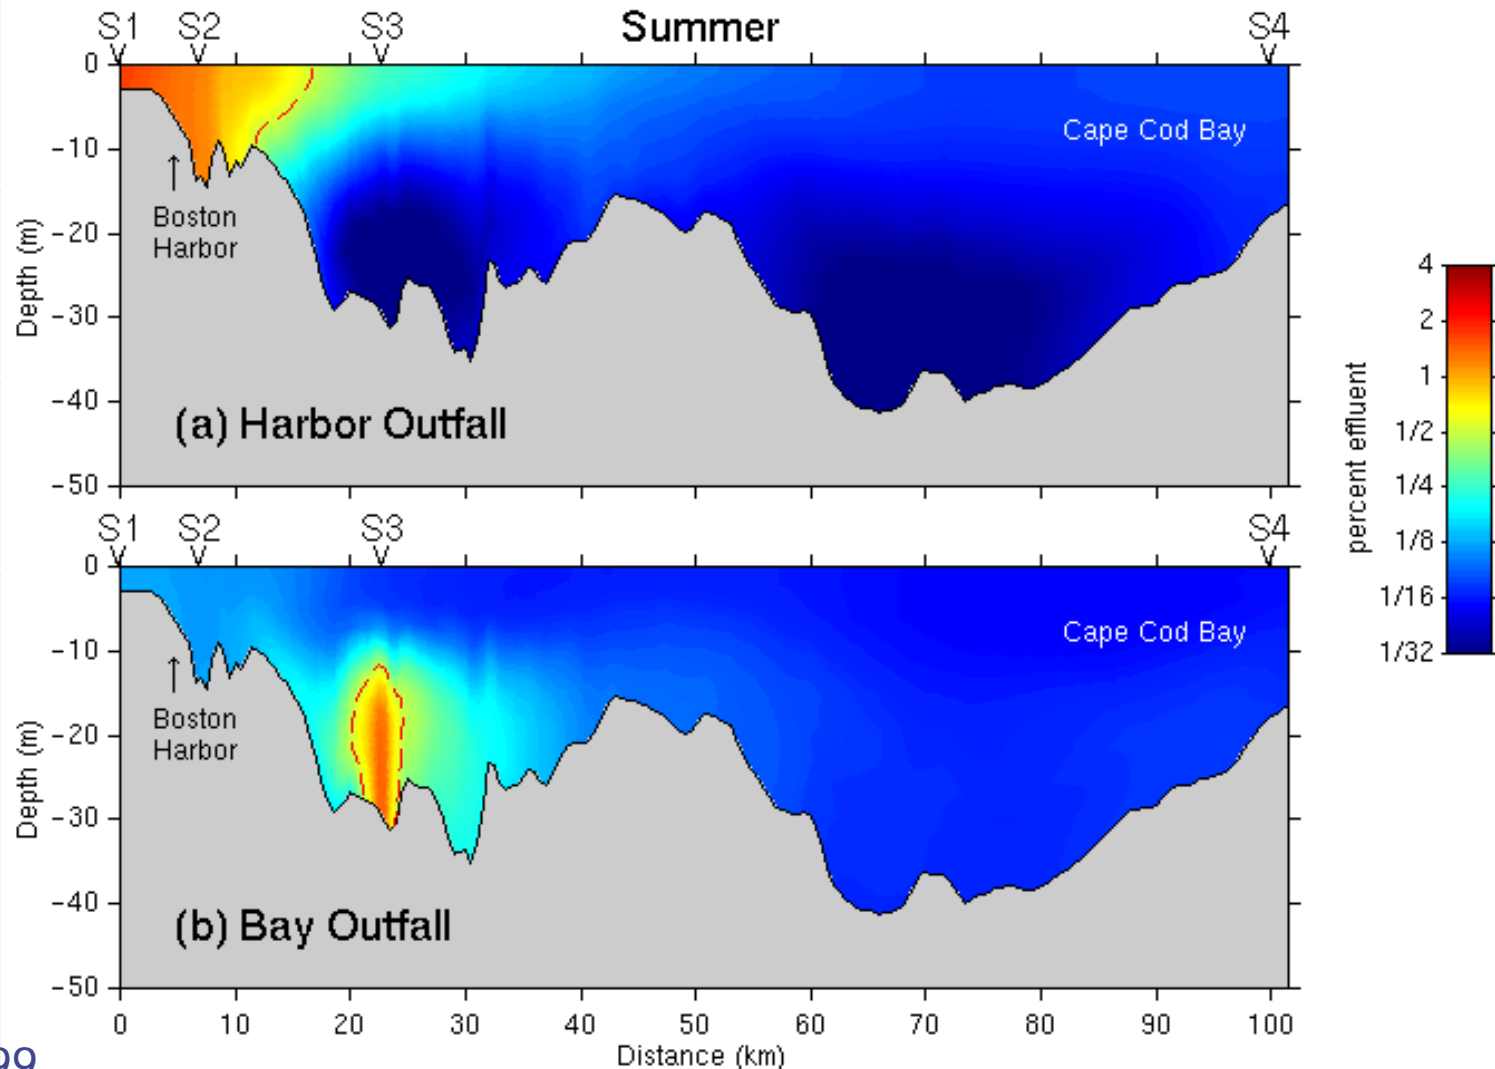 S1 S2 S3 Summer S4
0
−10
−20
−30
−40
−50
Depth (m)
Boston
Harbor
Cape Cod Bay
(a) Harbor Outfall
S1 S2 S3 S4
0
−10
−20
−30
−40
−50
Depth (m)
Boston
Harbor
Cape Cod Bay
(b) Bay Outfall
0 10 20 30 40 50 60 70 80 90 100
Distance (km)
4
2
1
1/2
1/4
1/8
1/16
1/32
percent effluent
99